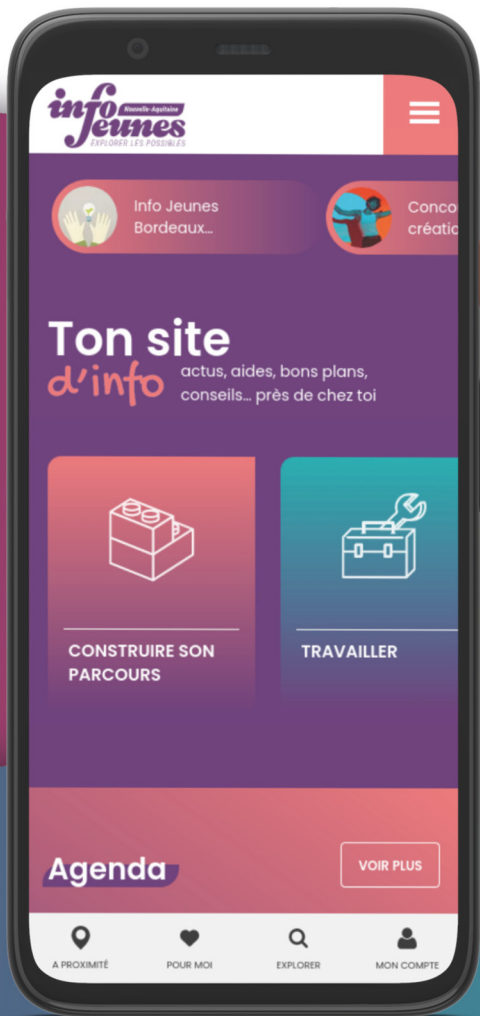 info
Nouvelle-Aquitaine
Jeunes
EXPLORER LES POSSIBLES
Info Jeunes
Bordeaux...
Conco
créatio
Ton site
d'info
actus, aides, bons plans,
conseils... près de chez toi
CONSTRUIRE SON
PARCOURS
TRAVAILLER
Agenda
VOIR PLUS
A PROXIMITÉ
POUR MOI
EXPLORER
MON COMPTE